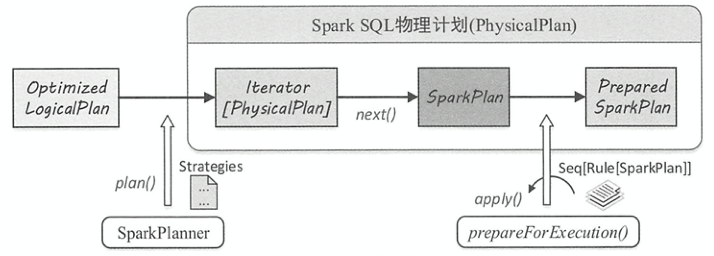 Spark SQL物理计划(PhysicalPlan)
Optimized
LogicalPlan
Iterator
[PhysicalPlan]
next()
SparkPlan
Prepared
SparkPlan
plan()
Strategies
...
...
SparkPlanner
apply()
Seq[Rule[SparkPlan]]
prepareForExecution()